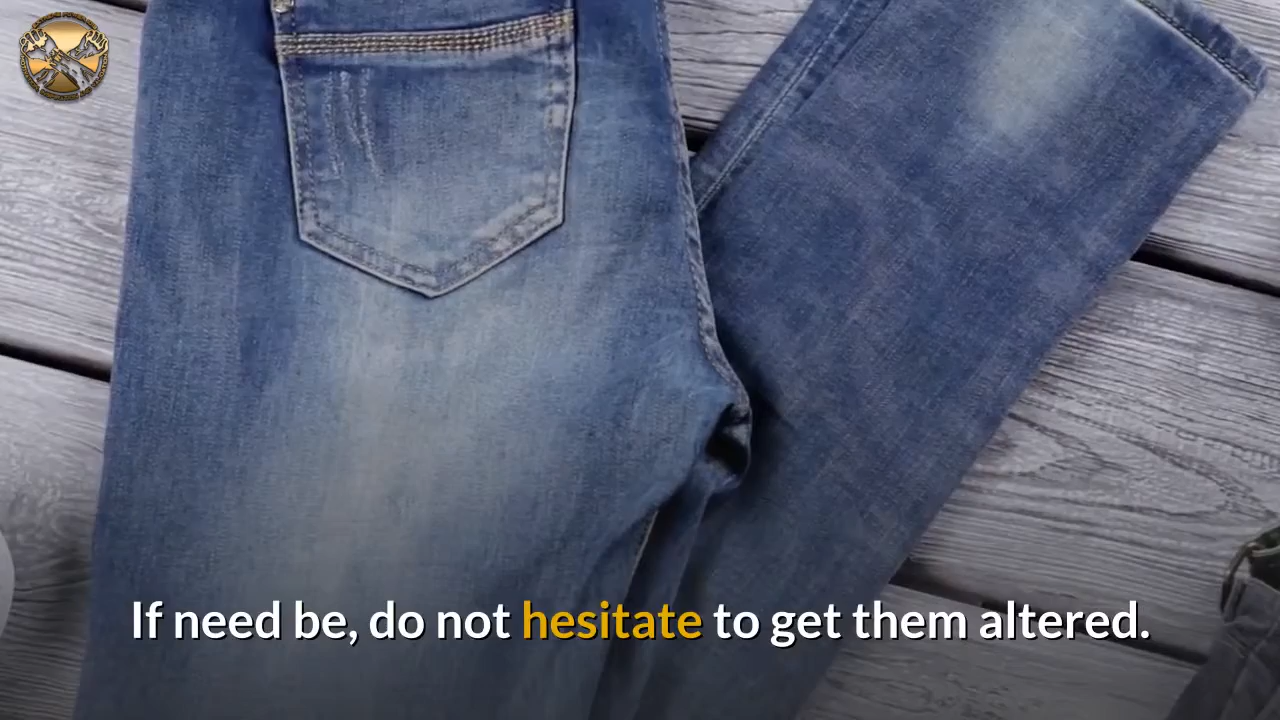 If need be, do not hesitate to get them altered.